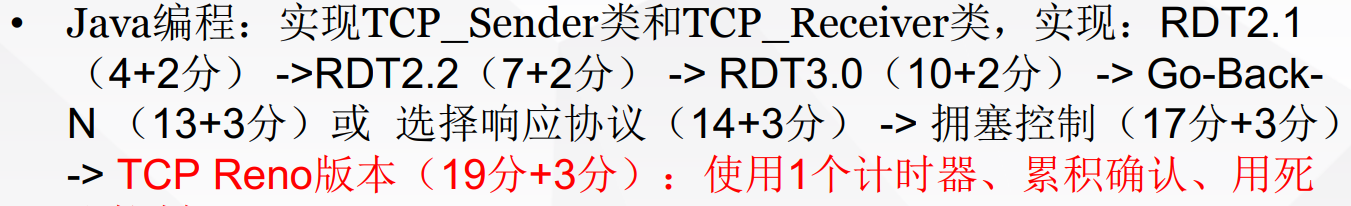 • Java编程：实现TCP_Sender类和TCP_Receiver类，实现：RDT2.1
（4+2分） ->RDT2.2（7+2分） -> RDT3.0（10+2分） -> Go-Back-
N （13+3分）或 选择响应协议（14+3分） -> 拥塞控制（17分+3分）
-> TCP Reno版本（19分+3分）：使用1个计时器、累积确认、用死